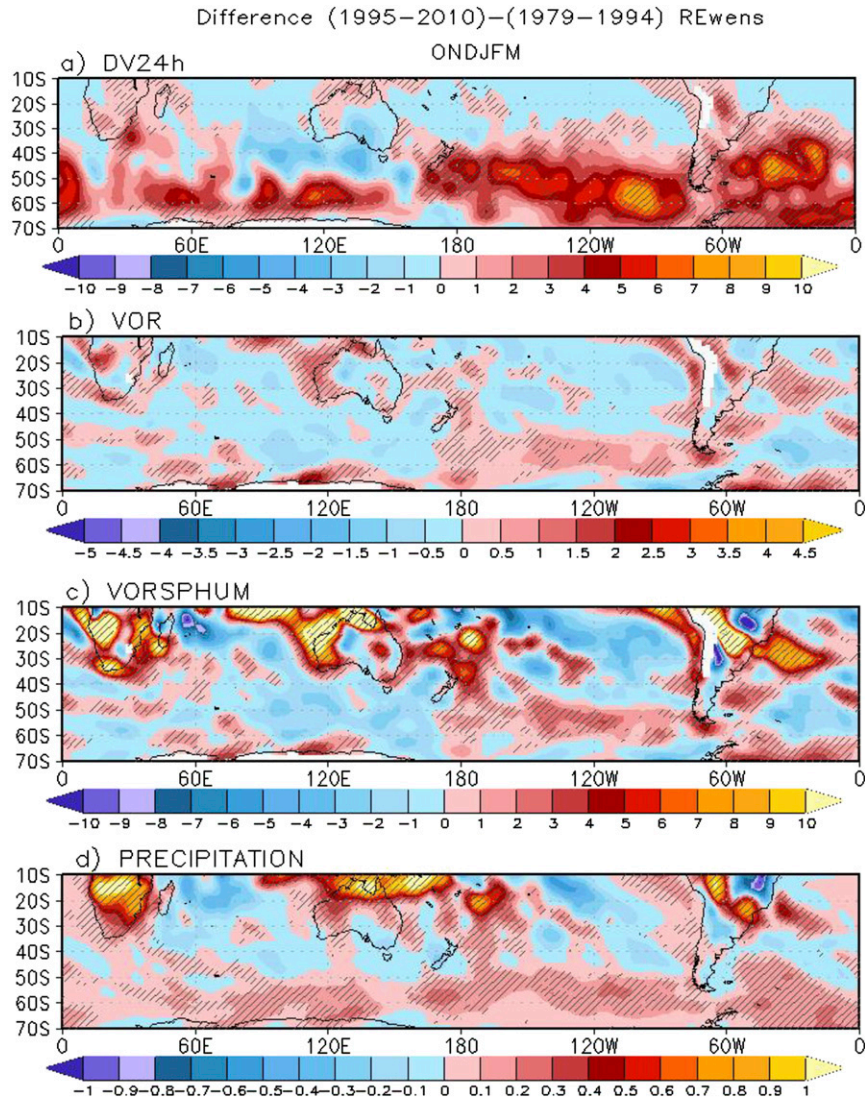 Difference (1995-2010)-(1979-1994) REwens
ONDJFM
a) DV24h
10S
20S
30S
40S
50S
60S
70S
0 60E 120E 180 120W 60W 0
-10 -9 -8 -7 -6 -5 -4 -3 -2 -1 0 1 2 3 4 5 6 7 8 9 10
b) VOR
10S
20S
30S
40S
50S
60S
70S
0 60E 120E 180 120W 60W 0
-5 -4.5 -4 -3.5 -3 -2.5 -2 -1.5 -1 -0.5 0 0.5 1 1.5 2 2.5 3 3.5 4 4.5
c) VORSPHUM
10S
20S
30S
40S
50S
60S
70S
0 60E 120E 180 120W 60W 0
-10 -9 -8 -7 -6 -5 -4 -3 -2 -1 0 1 2 3 4 5 6 7 8 9 10
d) PRECIPITATION
10S
20S
30S
40S
50S
60S
70S
0 60E 120E 180 120W 60W 0
-1 -0.9 -0.8 -0.7 -0.6 -0.5 -0.4 -0.3 -0.2 -0.1 0 0.1 0.2 0.3 0.4 0.5 0.6 0.7 0.8 0.9 1